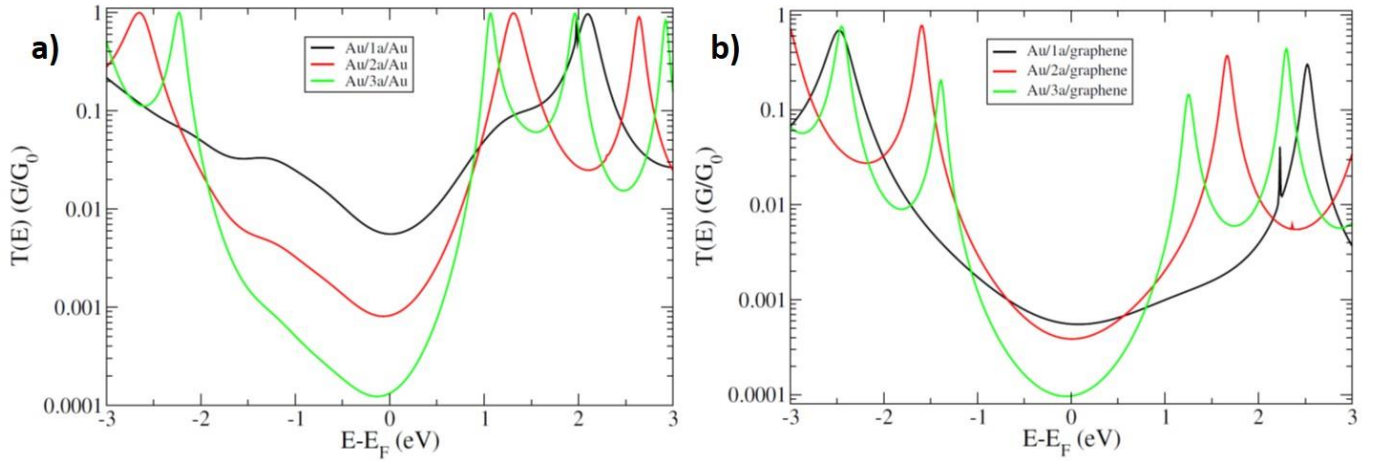 a)
1
0.1
0.01
0.001
0.0001
T(E) (G/G₀)
Au/1a/Au
Au/2a/Au
Au/3a/Au
-3 -2 -1 0 1 2 3
E-E_F (eV)
b)
1
0.1
0.01
0.001
0.0001
T(E) (G/G₀)
Au/1a/graphene
Au/2a/graphene
Au/3a/graphene
-3 -2 -1 0 1 2 3
E-E_F (eV)